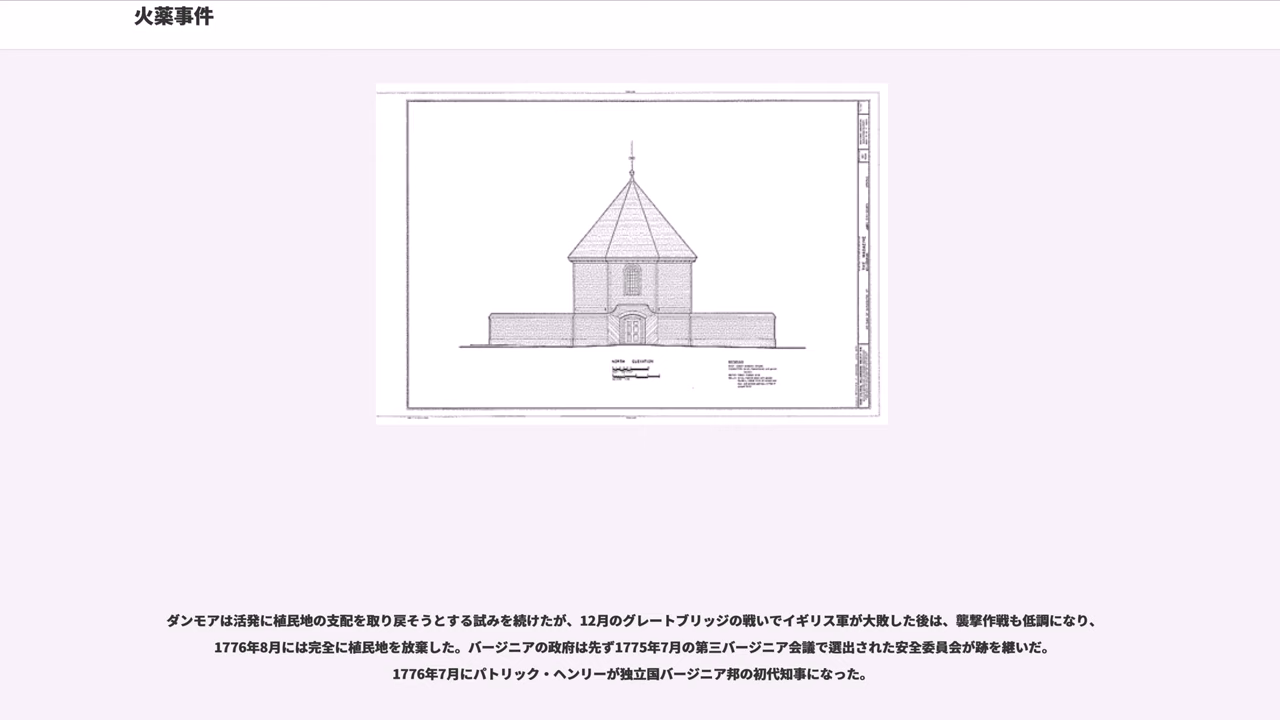 火薬事件
NORTH ELEVATION
ダンモアは活発に植民地の支配を取り戻そうとする試みを続けたが、12月のグレートブリッジの戦いでイギリス軍が大敗した後は、襲撃作戦も低調になり、
1776年8月には完全に植民地を放棄した。バージニアの政府は先ず1775年7月の第三バージニア会議で選出された安全委員会が跡を継いだ。
1776年7月にパトリック・ヘンリーが独立国バージニア邦の初代知事になった。